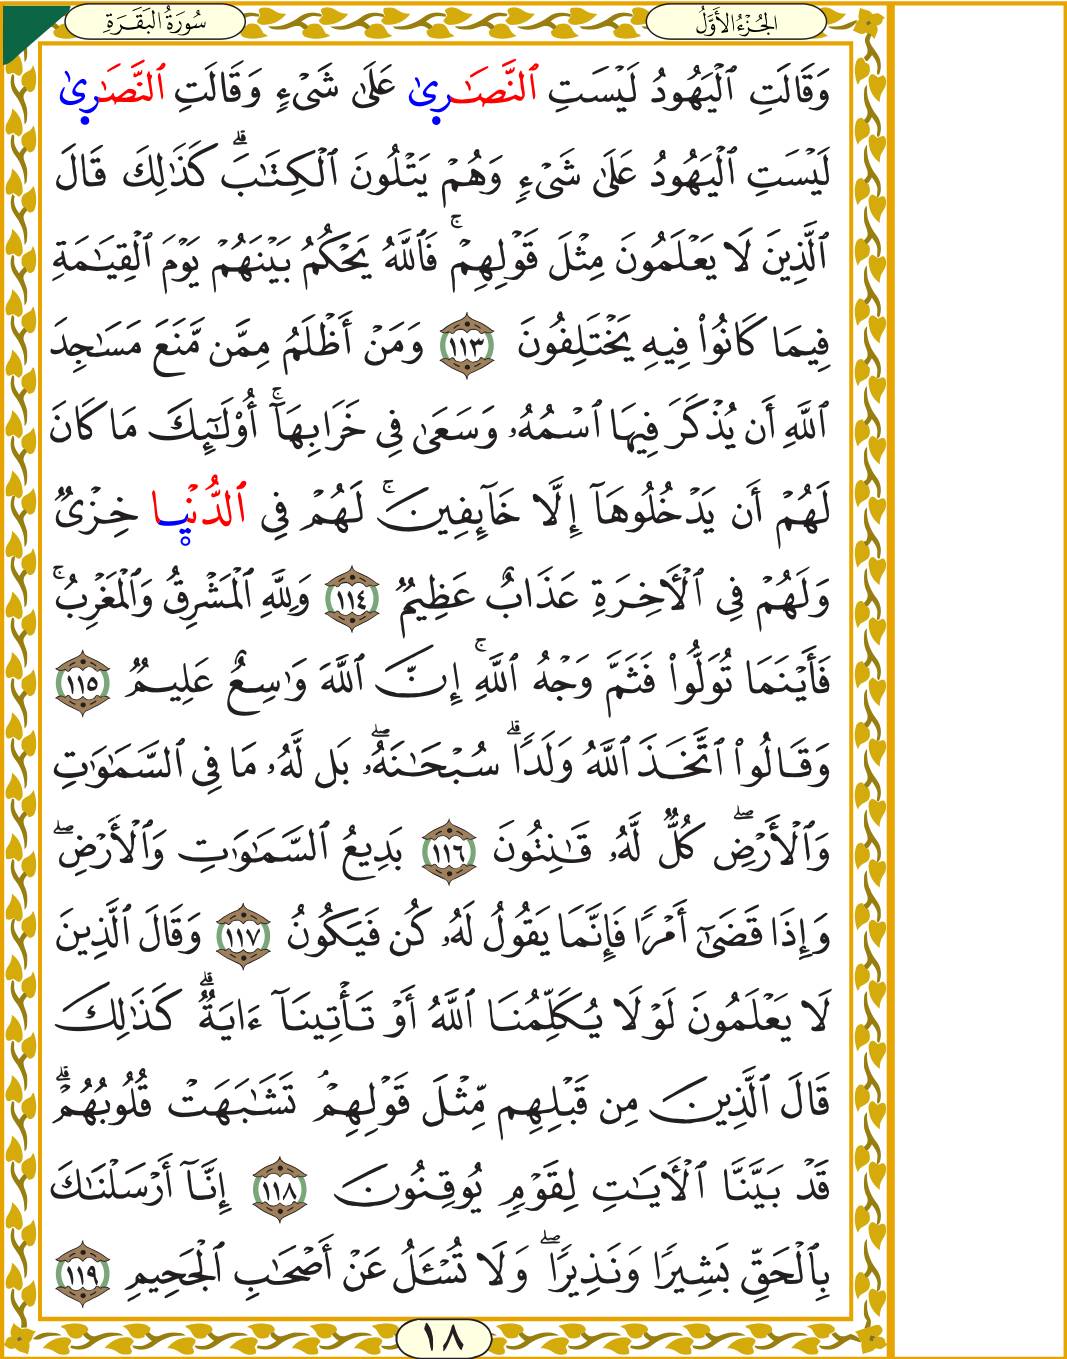 الجُزْءُ الأَوَّلُ
سُورَةُ البَقَرَةِ
وَقَالَتِ ٱلۡيَهُودُ لَيۡسَتِ ٱلنَّصَٰرىٰ عَلَىٰ شَيۡءٖ وَقَالَتِ ٱلنَّصَٰرىٰ
لَيۡسَتِ ٱلۡيَهُودُ عَلَىٰ شَيۡءٖ وَهُمۡ يَتۡلُونَ ٱلۡكِتَٰبَۗ كَذَٰلِكَ قَالَ
ٱلَّذِينَ لَا يَعۡلَمُونَ مِثۡلَ قَوۡلِهِمۡۚ فَٱللَّهُ يَحۡكُمُ بَيۡنَهُمۡ يَوۡمَ ٱلۡقِيَٰمَةِ
فِيمَا كَانُواْ فِيهِ يَخۡتَلِفُونَ ١١٣ وَمَنۡ أَظۡلَمُ مِمَّن مَّنَعَ مَسَٰجِدَ
ٱللَّهِ أَن يُذۡكَرَ فِيهَا ٱسۡمُهُۥ وَسَعَىٰ فِي خَرَابِهَآۚ أُوْلَٰٓئِكَ مَا كَانَ
لَهُمۡ أَن يَدۡخُلُوهَآ إِلَّا خَآئِفِينَۚ لَهُمۡ فِي ٱلدُّنۡيا خِزۡيٞ
وَلَهُمۡ فِي ٱلۡأٓخِرَةِ عَذَابٌ عَظِيمٞ ١١٤ وَلِلَّهِ ٱلۡمَشۡرِقُ وَٱلۡمَغۡرِبُۚ
فَأَيۡنَمَا تُوَلُّواْ فَثَمَّ وَجۡهُ ٱللَّهِۚ إِنَّ ٱللَّهَ وَٰسِعٌ عَلِيمٞ ١١٥
وَقَالُواْ ٱتَّخَذَ ٱللَّهُ وَلَدٗاۗ سُبۡحَٰنَهُۥۖ بَل لَّهُۥ مَا فِي ٱلسَّمَٰوَٰتِ
وَٱلۡأَرۡضِۖ كُلّٞ لَّهُۥ قَٰنِتُونَ ١١٦ بَدِيعُ ٱلسَّمَٰوَٰتِ وَٱلۡأَرۡضِۖ
وَإِذَا قَضَىٰٓ أَمۡرٗا فَإِنَّمَا يَقُولُ لَهُۥ كُن فَيَكُونُ ١١٧ وَقَالَ ٱلَّذِينَ
لَا يَعۡلَمُونَ لَوۡلَا يُكَلِّمُنَا ٱللَّهُ أَوۡ تَأۡتِينَآ ءَايَةٞۗ كَذَٰلِكَ
قَالَ ٱلَّذِينَ مِن قَبۡلِهِم مِّثۡلَ قَوۡلِهِمۡۘ تَشَٰبَهَتۡ قُلُوبُهُمۡۗ
قَدۡ بَيَّنَّا ٱلۡأٓيَٰتِ لِقَوۡمٖ يُوقِنُونَ ١١٨ إِنَّآ أَرۡسَلۡنَٰكَ
بِٱلۡحَقِّ بَشِيرٗا وَنَذِيرٗاۖ وَلَا تُسۡـَٔلُ عَنۡ أَصۡحَٰبِ ٱلۡجَحِيمِ ١١٩
١٨